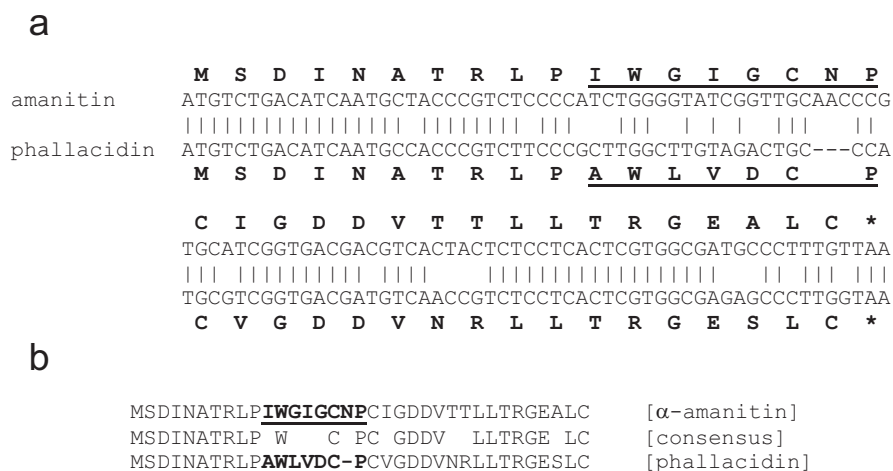 a
M S D I N A T R L P I W G I G C N P
amanitin ATGTCTGACATCAATGCTACCCGTCTCCCCATCTGGGGTATCGGTTGCAACCCG
||||||||||||||||| |||||||| ||| ||| | | | ||| ||
phallacidin ATGTCTGACATCAATGCCACCCGTCTTCCCGCTTGGCTTGTAGACTGC---CCA
M S D I N A T R L P A W L V D C P
C I G D D V T T L L T R G E A L C *
TGCATCGGTGACGACGTCACTACTCTCCTCACTCGTGGCGATGCCCTTTGTTAA
||| |||||||||| |||| |||||||||||||||||| || ||| |||
TGCGTCGGTGACGATGTCAACCGTCTCCTCACTCGTGGCGAGAGCCCTTGGTAA
C V G D D V N R L L T R G E S L C *
b
MSDINATRLPIWGIGCNPCIGDDVTTLLTRGEALC [α-amanitin]
MSDINATRLP W C PC GDDV LLTRGE LC [consensus]
MSDINATRLPAWLVDC-PCVGDDVNRLLTRGESLC [phallacidin]